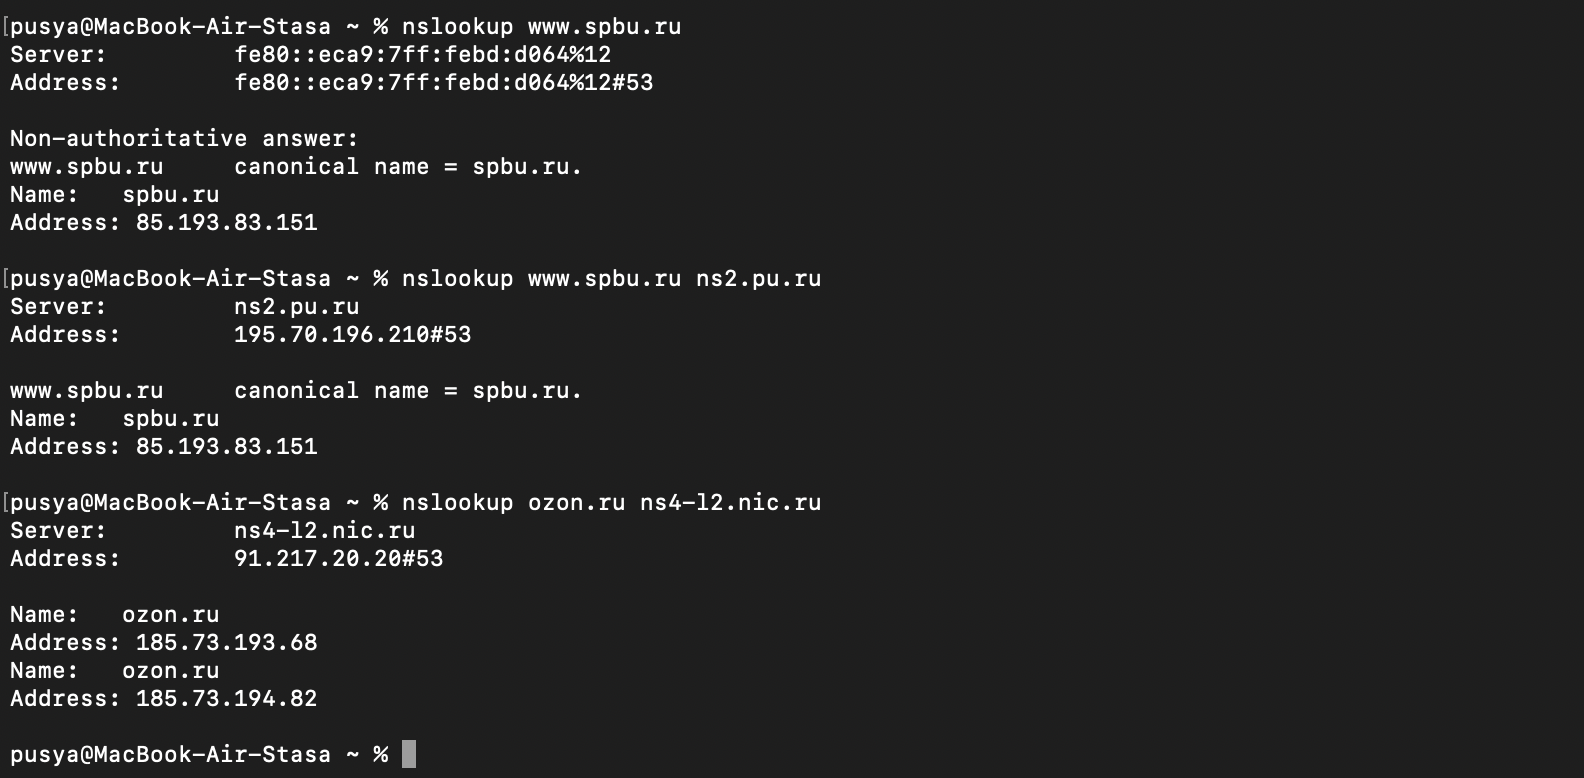 [pusya@MacBook-Air-Stasa ~ % nslookup www.spbu.ru
Server:		fe80::eca9:7ff:febd:d064%12
Address:	fe80::eca9:7ff:febd:d064%12#53

Non-authoritative answer:
www.spbu.ru	canonical name = spbu.ru.
Name:	spbu.ru
Address: 85.193.83.151

[pusya@MacBook-Air-Stasa ~ % nslookup www.spbu.ru ns2.pu.ru
Server:		ns2.pu.ru
Address:	195.70.196.210#53

www.spbu.ru	canonical name = spbu.ru.
Name:	spbu.ru
Address: 85.193.83.151

[pusya@MacBook-Air-Stasa ~ % nslookup ozon.ru ns4-l2.nic.ru
Server:		ns4-l2.nic.ru
Address:	91.217.20.20#53

Name:	ozon.ru
Address: 185.73.193.68
Name:	ozon.ru
Address: 185.73.194.82

pusya@MacBook-Air-Stasa ~ %